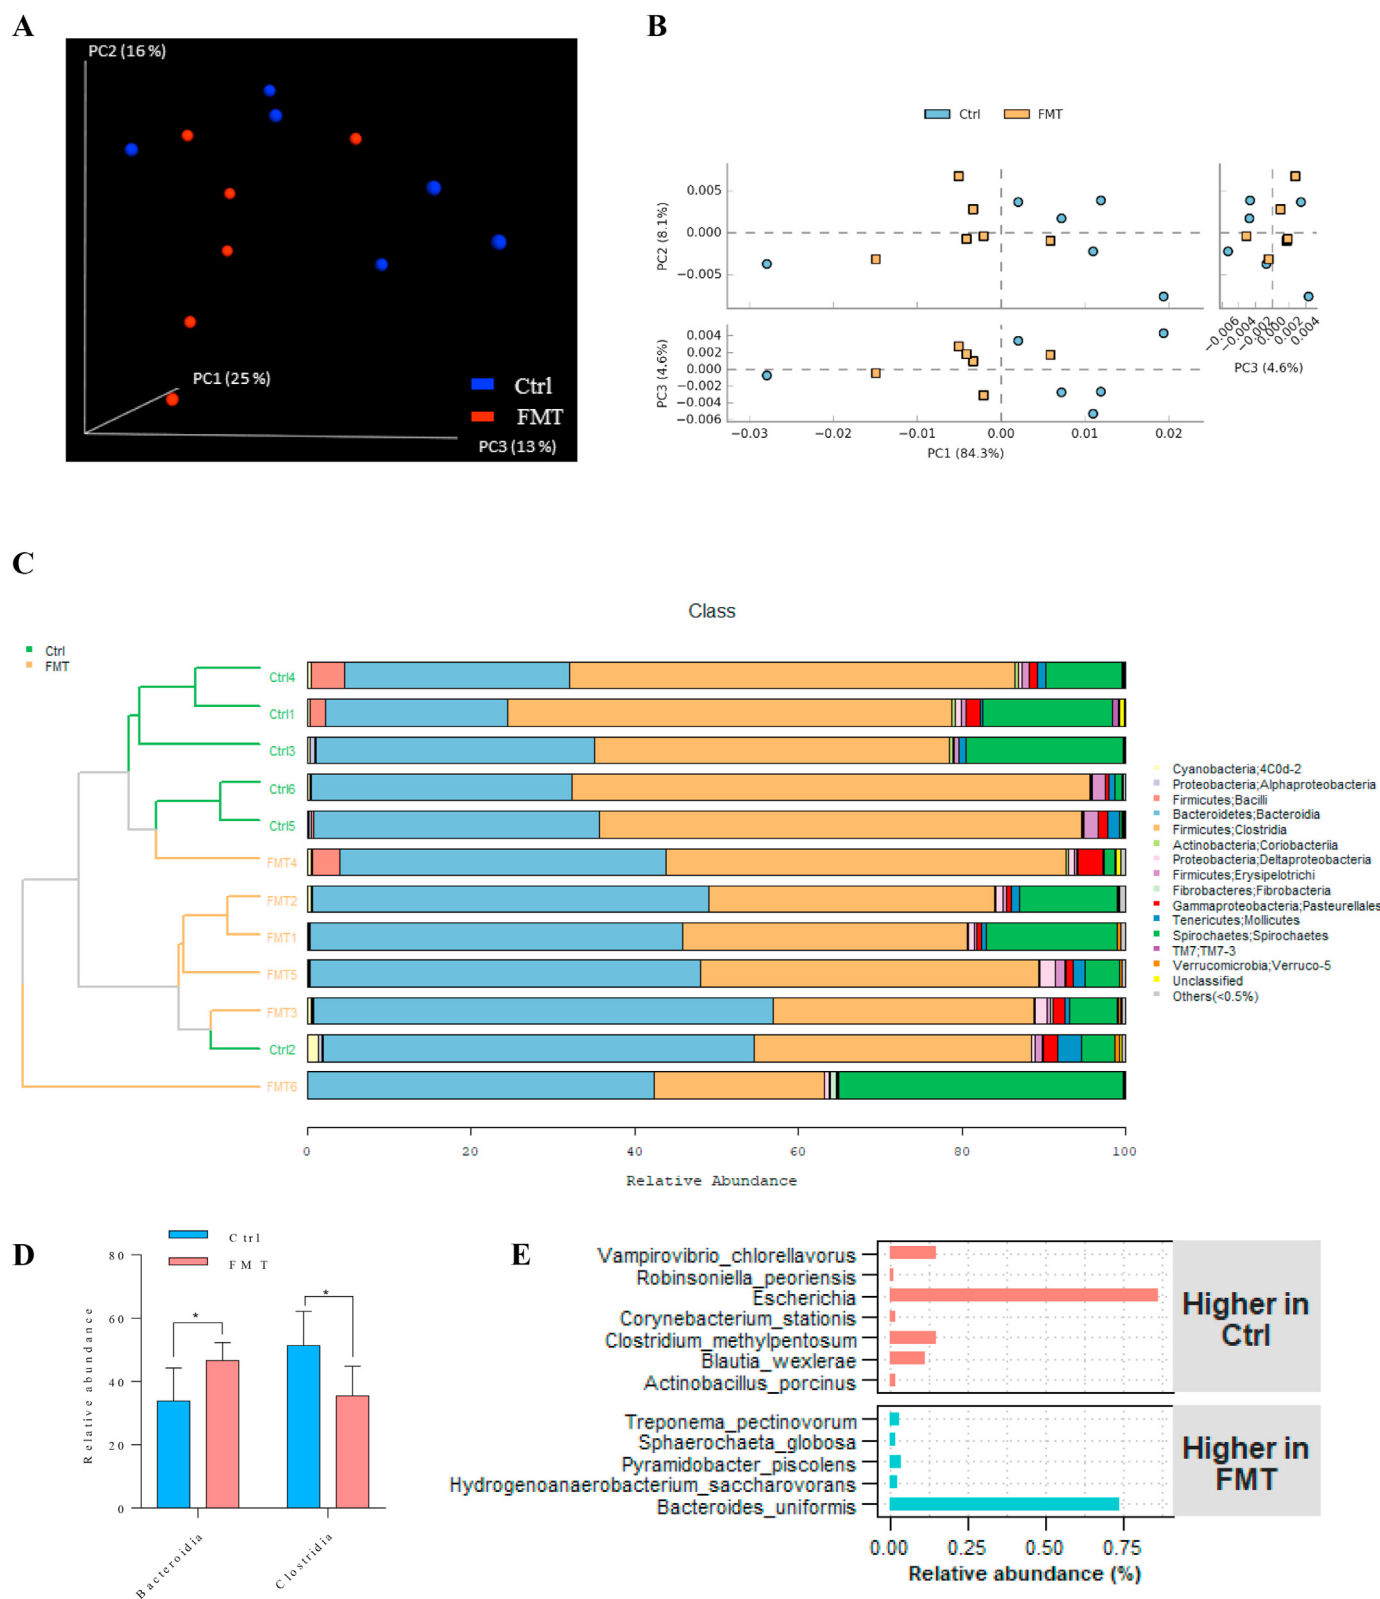 A
PC2 (16 %)
PC1 (25 %)
Ctrl
FMT
PC3 (13 %)
B
Ctrl FMT
0.005
0.000
−0.005
PC2 (8.1%)
0.004
0.002
0.000
−0.002
−0.004
−0.006
PC3 (4.6%)
−0.03 −0.02 −0.01 0.00 0.01 0.02
PC1 (84.3%)
−0.006 −0.004 −0.002 0.000 0.002 0.004
PC3 (4.6%)
C
Class
Ctrl
FMT
Ctrl4
Ctrl1
Ctrl3
Ctrl6
Ctrl5
FMT4
FMT2
FMT1
FMT5
FMT3
Ctrl2
FMT6
0 20 40 60 80 100
Relative Abundance
Cyanobacteria;4C0d-2
Proteobacteria;Alphaproteobacteria
Firmicutes;Bacilli
Bacteroidetes;Bacteroidia
Firmicutes;Clostridia
Actinobacteria;Coriobacteriia
Proteobacteria;Deltaproteobacteria
Firmicutes;Erysipelotrichi
Fibrobacteres;Fibrobacteria
Gammaproteobacteria;Pasteurellales
Tenericutes;Mollicutes
Spirochaetes;Spirochaetes
TM7;TM7-3
Verrucomicrobia;Verruco-5
Unclassified
Others(<0.5%)
D
Ctrl
FMT
Relative abundance
80
60
40
20
0
* *
Bacteroidia Clostridia
E
Vampirovibrio_chlorellavorus
Robinsoniella_peoriensis
Escherichia
Corynebacterium_stationis
Clostridium_methylpentosum
Blautia_wexlerae
Actinobacillus_porcinus
Higher in
Ctrl
Treponema_pectinovorum
Sphaerochaeta_globosa
Pyramidobacter_piscolens
Hydrogenoanaerobacterium_saccharovorans
Bacteroides_uniformis
Higher in
FMT
0.00 0.25 0.50 0.75
Relative abundance (%)